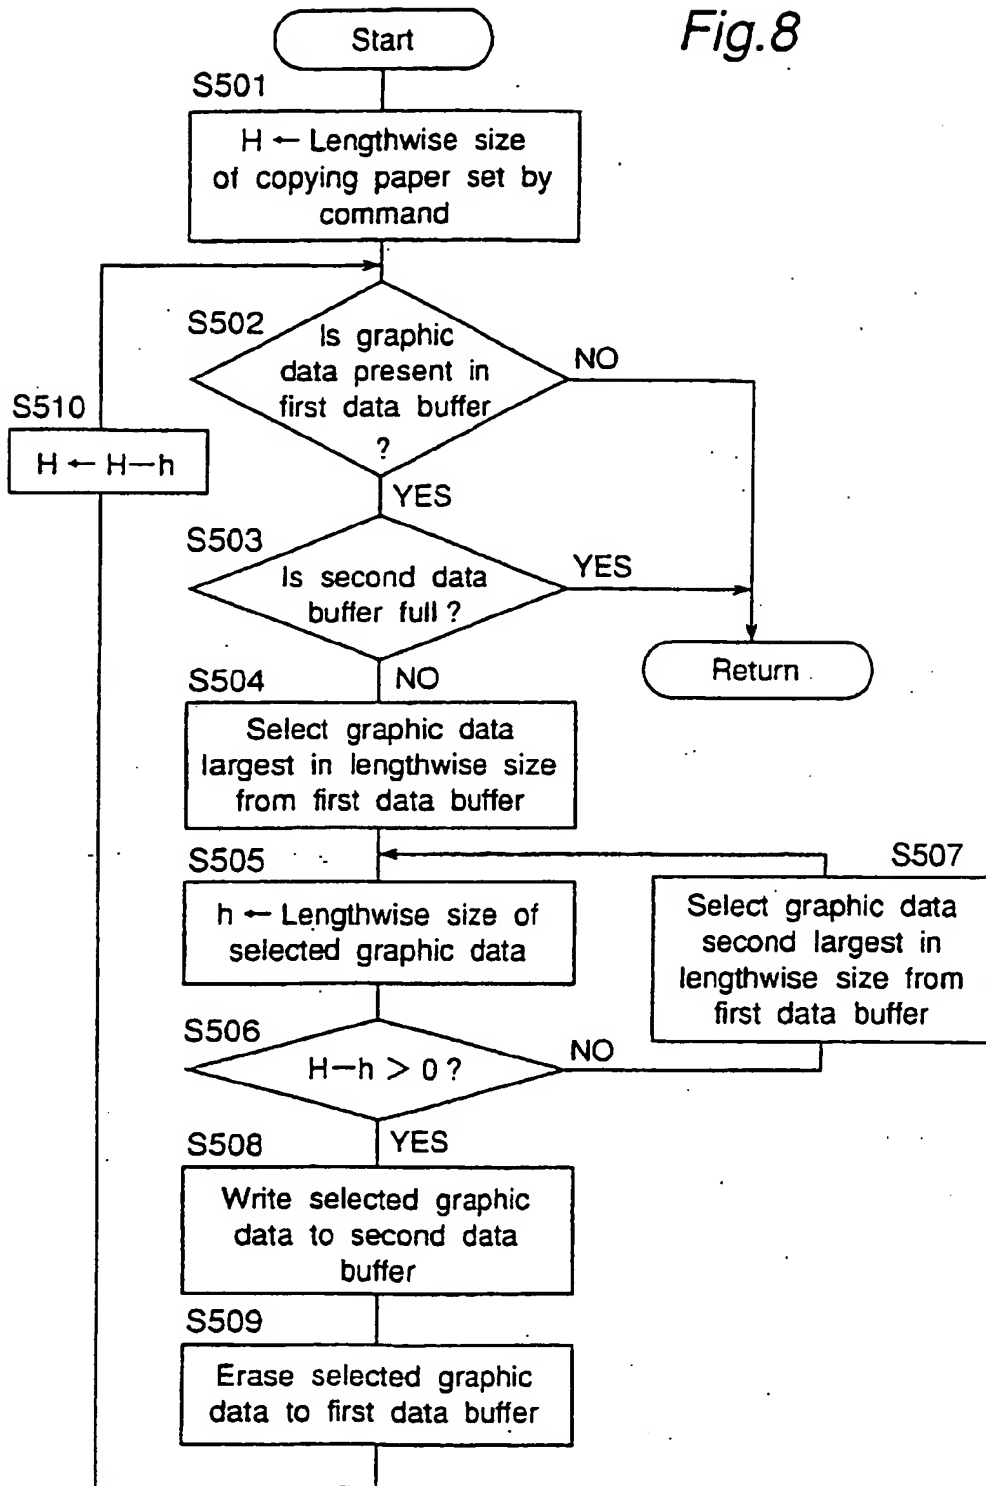 Fig.8
Start
S501
H ← Lengthwise size
of copying paper set by
command
S502
Is graphic
data present in
first data buffer
?
NO
S510
H ← H—h
YES
S503
Is second data
buffer full ?
YES
Return
NO
S504
Select graphic data
largest in lengthwise size
from first data buffer
S505
h ← Lengthwise size of
selected graphic data
S507
Select graphic data
second largest in
lengthwise size from
first data buffer
S506
H—h > 0 ?
NO
YES
S508
Write selected graphic
data to second data
buffer
S509
Erase selected graphic
data to first data buffer